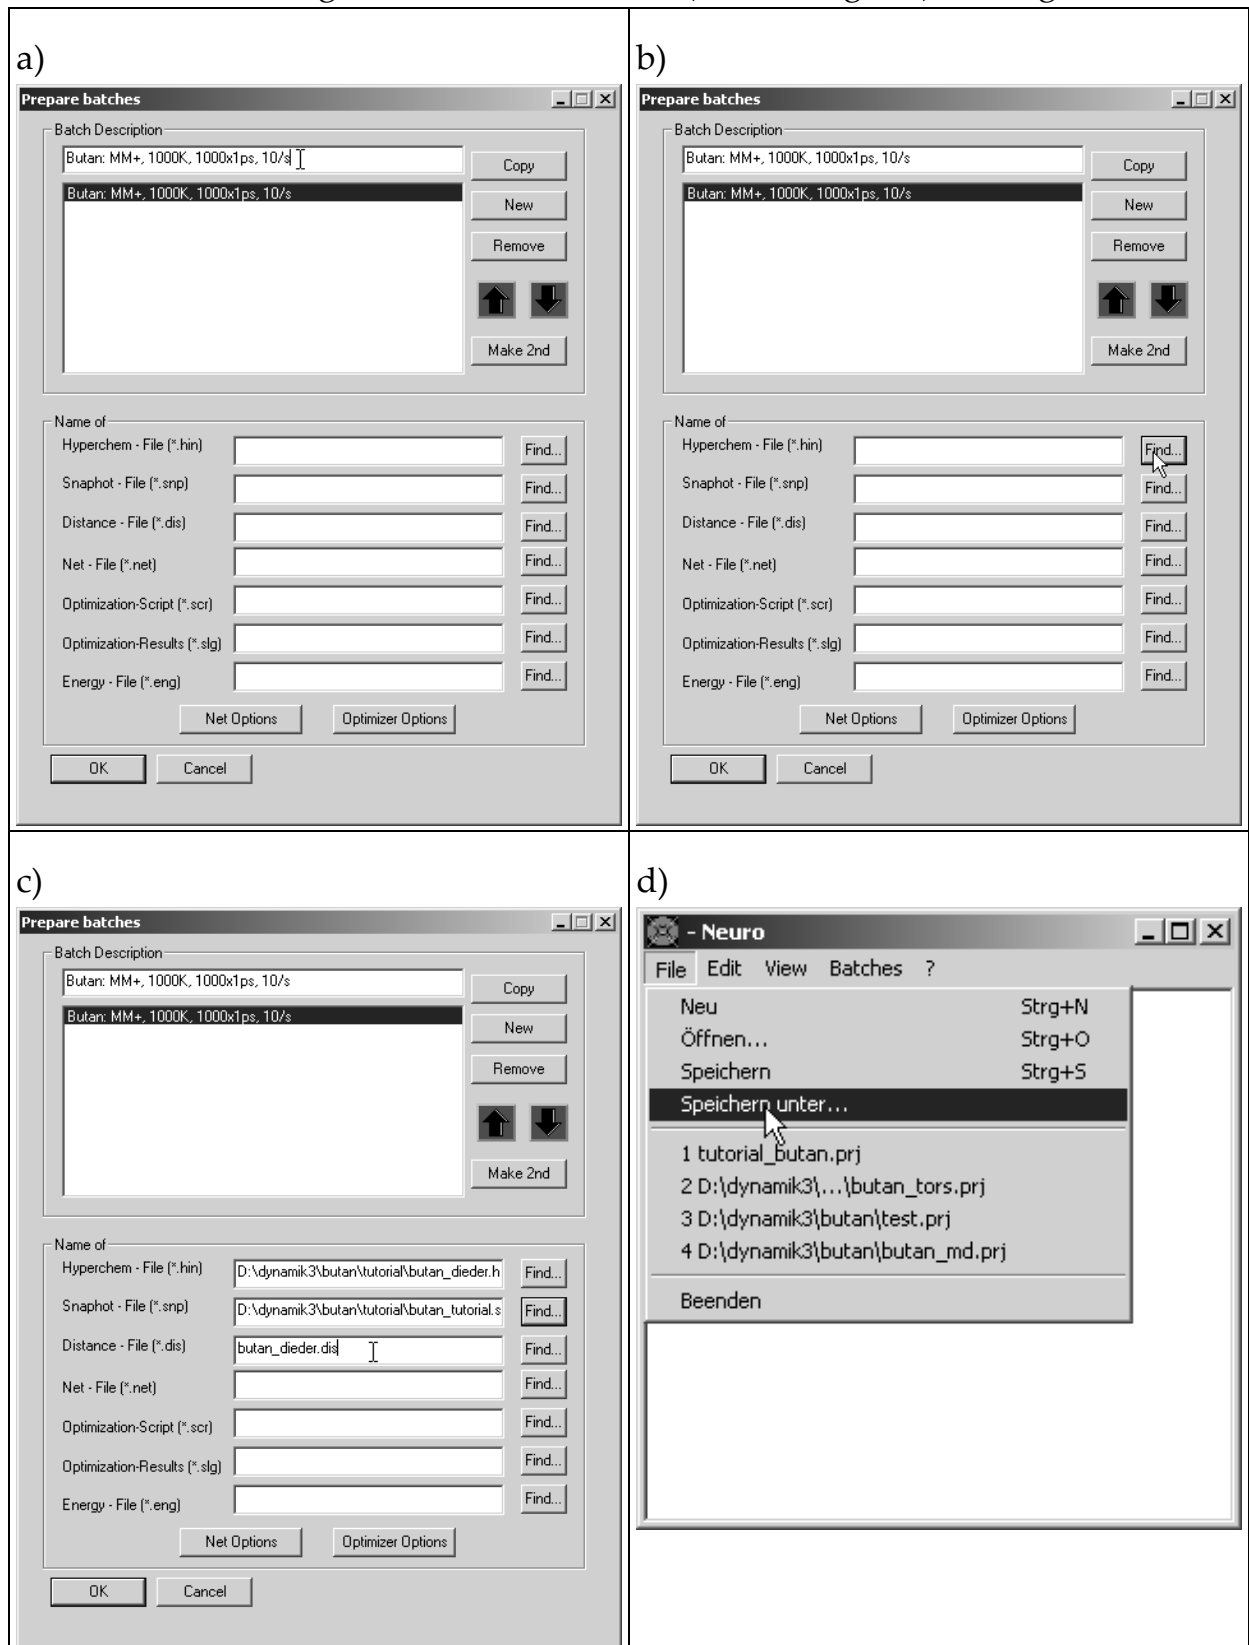 a)
Prepare batches
Batch Description
Butan: MM+, 1000K, 1000x1ps, 10/s
Copy
Butan: MM+, 1000K, 1000x1ps, 10/s
New
Remove
Make 2nd
Name of
Hyperchem - File (*.hin)
Find...
Snaphot - File (*.snp)
Find...
Distance - File (*.dis)
Find...
Net - File (*.net)
Find...
Optimization-Script (*.scr)
Find...
Optimization-Results (*.slg)
Find...
Energy - File (*.eng)
Find...
Net Options Optimizer Options
OK Cancel
b)
Prepare batches
Batch Description
Butan: MM+, 1000K, 1000x1ps, 10/s
Copy
Butan: MM+, 1000K, 1000x1ps, 10/s
New
Remove
Make 2nd
Name of
Hyperchem - File (*.hin)
Find...
Snaphot - File (*.snp)
Find...
Distance - File (*.dis)
Find...
Net - File (*.net)
Find...
Optimization-Script (*.scr)
Find...
Optimization-Results (*.slg)
Find...
Energy - File (*.eng)
Find...
Net Options Optimizer Options
OK Cancel
c)
Prepare batches
Batch Description
Butan: MM+, 1000K, 1000x1ps, 10/s
Copy
Butan: MM+, 1000K, 1000x1ps, 10/s
New
Remove
Make 2nd
Name of
Hyperchem - File (*.hin) D:\dynamik3\butan\tutorial\butan_dieder.h Find...
Snaphot - File (*.snp) D:\dynamik3\butan\tutorial\butan_tutorial.s Find...
Distance - File (*.dis) butan_dieder.dis Find...
Net - File (*.net) Find...
Optimization-Script (*.scr) Find...
Optimization-Results (*.slg) Find...
Energy - File (*.eng) Find...
Net Options Optimizer Options
OK Cancel
d)
- Neuro
File Edit View Batches ?
Neu Strg+N
Öffnen... Strg+O
Speichern Strg+S
Speichern unter...
1 tutorial_butan.prj
2 D:\dynamik3\...\butan_tors.prj
3 D:\dynamik3\butan\test.prj
4 D:\dynamik3\butan\butan_md.prj
Beenden